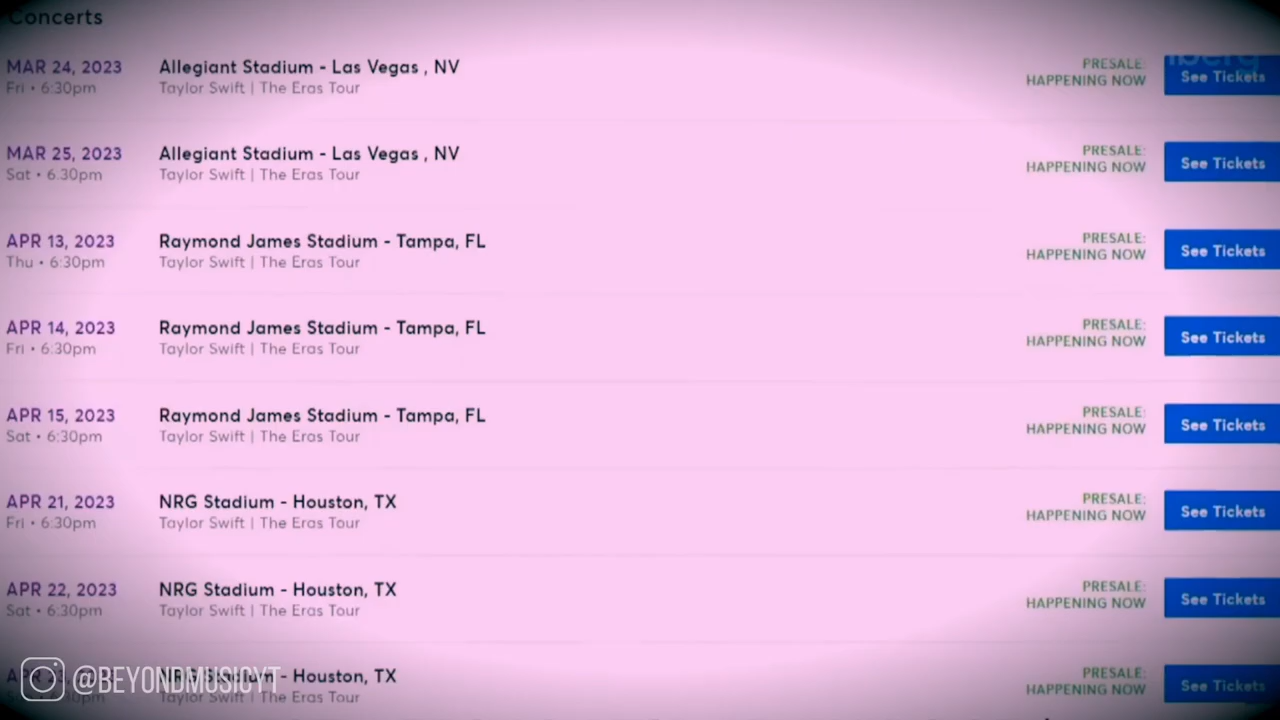 Concerts
MAR 24, 2023 Allegiant Stadium - Las Vegas , NV PRESALE:
Fri • 6:30pm Taylor Swift | The Eras Tour HAPPENING NOW See Tickets
MAR 25, 2023 Allegiant Stadium - Las Vegas , NV PRESALE:
Sat • 6:30pm Taylor Swift | The Eras Tour HAPPENING NOW See Tickets
APR 13, 2023 Raymond James Stadium - Tampa, FL PRESALE:
Thu • 6:30pm Taylor Swift | The Eras Tour HAPPENING NOW See Tickets
APR 14, 2023 Raymond James Stadium - Tampa, FL PRESALE:
Fri • 6:30pm Taylor Swift | The Eras Tour HAPPENING NOW See Tickets
APR 15, 2023 Raymond James Stadium - Tampa, FL PRESALE:
Sat • 6:30pm Taylor Swift | The Eras Tour HAPPENING NOW See Tickets
APR 21, 2023 NRG Stadium - Houston, TX PRESALE:
Fri • 6:30pm Taylor Swift | The Eras Tour HAPPENING NOW See Tickets
APR 22, 2023 NRG Stadium - Houston, TX PRESALE:
Sat • 6:30pm Taylor Swift | The Eras Tour HAPPENING NOW See Tickets
NRG Stadium - Houston, TX PRESALE:
Taylor Swift | The Eras Tour HAPPENING NOW See Tickets
@BEYONDMUSICYT